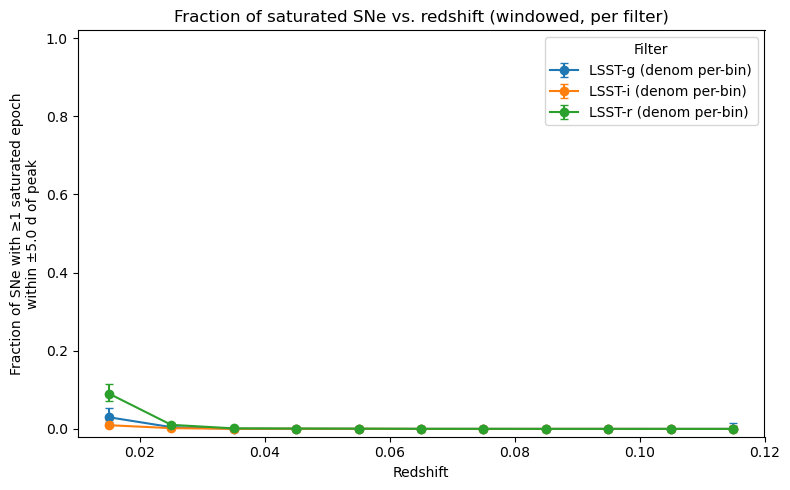 Fraction of saturated SNe vs. redshift (windowed, per filter)
Filter
LSST-g (denom per-bin)
LSST-i (denom per-bin)
LSST-r (denom per-bin)
Fraction of SNe with ≥1 saturated epoch
within ±5.0 d of peak
1.0
0.8
0.6
0.4
0.2
0.0
0.02
0.04
0.06
0.08
0.10
0.12
Redshift